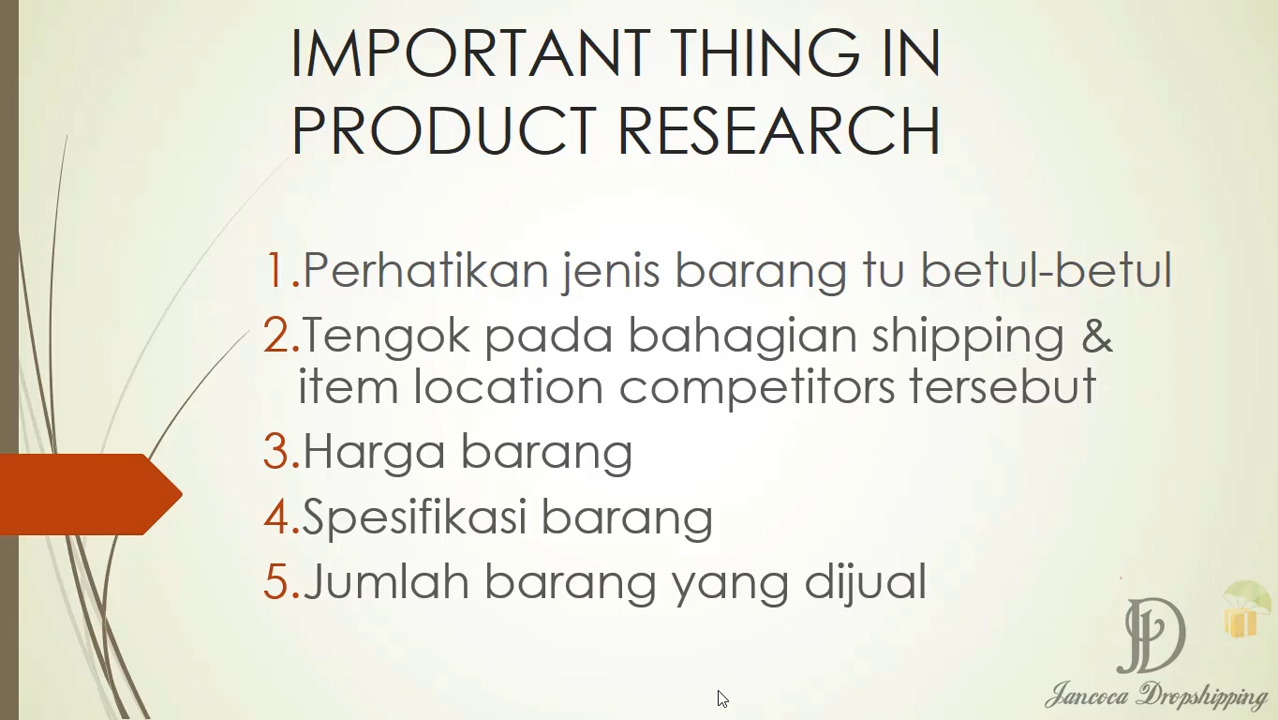 IMPORTANT THING IN
PRODUCT RESEARCH
1.Perhatikan jenis barang tu betul-betul
2.Tengok pada bahagian shipping &
item location competitors tersebut
3.Harga barang
4.Spesifikasi barang
5.Jumlah barang yang dijual
JD
Jancoca Dropshipping